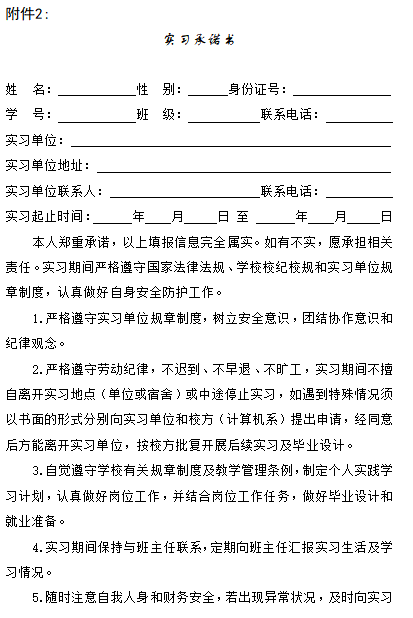 附件2：
实习承诺书
姓 名：____________性 别：______身份证号：_______________
学 号：____________班 级：___________联系电话：__________
实习单位：__________________________________________________
实习单位地址：______________________________________________
实习单位联系人：_______________________联系电话：__________
实习起止时间：______年____月_____日 至 ______年____月_____日
本人郑重承诺，以上填报信息完全属实。如有不实，愿承担相关
责任。实习期间严格遵守国家法律法规、学校校纪校规和实习单位规
章制度，认真做好自身安全防护工作。
1.严格遵守实习单位规章制度，树立安全意识，团结协作意识和
纪律观念。
2.严格遵守劳动纪律，不迟到、不早退、不旷工，实习期间不擅
自离开实习地点（单位或宿舍）或中途停止实习，如遇到特殊情况须
以书面的形式分别向实习单位和校方（计算机系）提出申请，经同意
后方能离开实习单位，按校方批复开展后续实习及毕业设计。
3.自觉遵守学校有关规章制度及教学管理条例，制定个人实践学
习计划，认真做好岗位工作，并结合岗位工作任务，做好毕业设计和
就业准备。
4.实习期间保持与班主任联系，定期向班主任汇报实习生活及学
习情况。
5.随时注意自我人身和财务安全，若出现异常状况，及时向实习